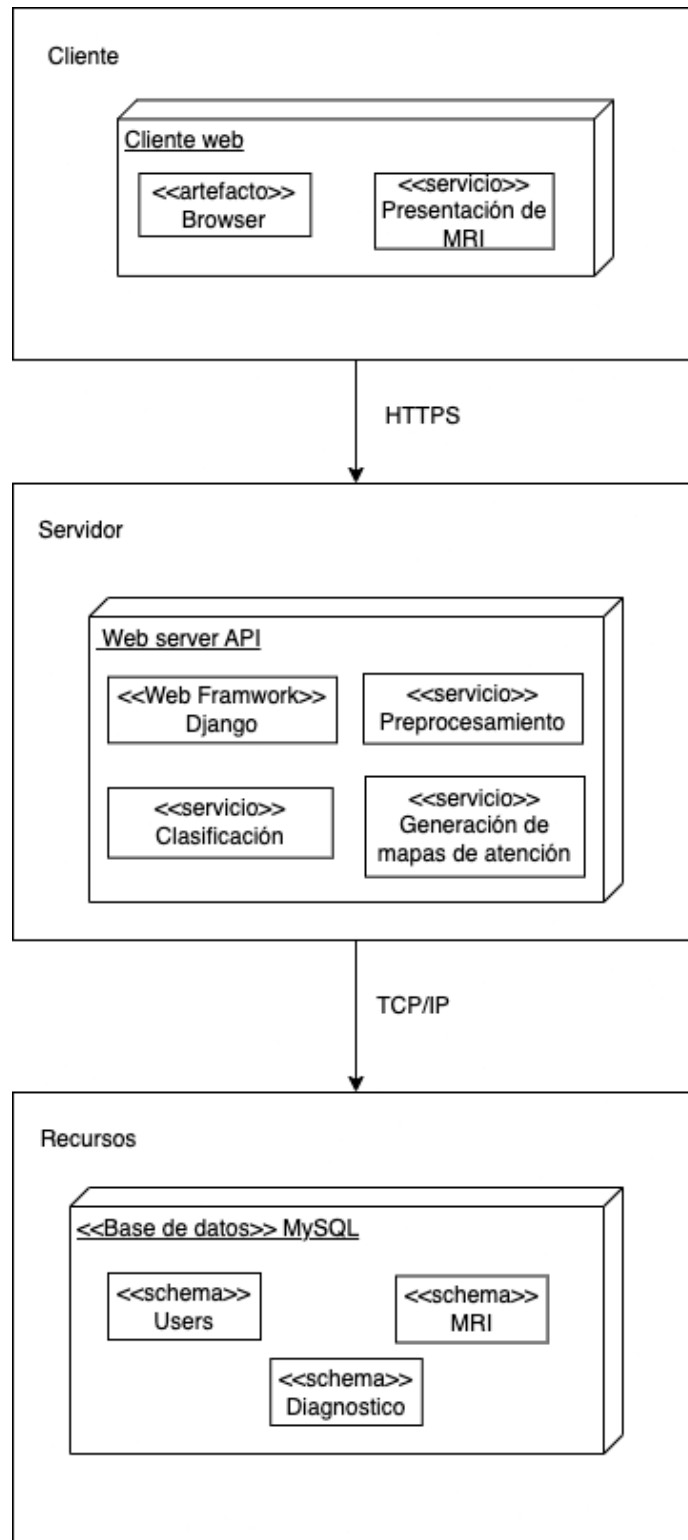 Cliente
Cliente web
<<artefacto>>
Browser
<<servicio>>
Presentación de
MRI
HTTPS
Servidor
Web server API
<<Web Framwork>>
Django
<<servicio>>
Preprocesamiento
<<servicio>>
Clasificación
<<servicio>>
Generación de
mapas de atención
TCP/IP
Recursos
<<Base de datos>> MySQL
<<schema>>
Users
<<schema>>
MRI
<<schema>>
Diagnostico